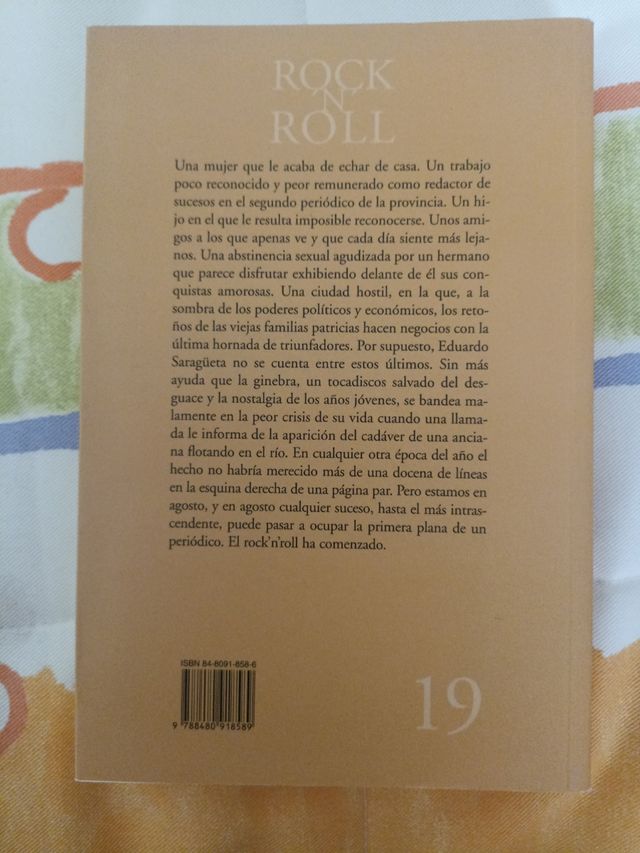 ROCK
'N'
ROLL
Una mujer que le acaba de echar de casa. Un trabajo
poco reconocido y peor remunerado como redactor de
sucesos en el segundo periódico de la provincia. Un hi-
jo en el que le resulta imposible reconocerse. Unos ami-
gos a los que apenas ve y que cada día siente más leja-
nos. Una abstinencia sexual agudizada por un hermano
que parece disfrutar exhibiendo delante de él sus con-
quistas amorosas. Una ciudad hostil, en la que, a la
sombra de los poderes políticos y económicos, los reto-
ños de las viejas familias patricias hacen negocios con la
última hornada de triunfadores. Por supuesto, Eduardo
Saragüeta no se cuenta entre estos últimos. Sin más
ayuda que la ginebra, un tocadiscos salvado del des-
guace y la nostalgia de los años jóvenes, se bandea ma-
lamente en la peor crisis de su vida cuando una llama-
da le informa de la aparición del cadáver de una ancia-
na flotando en el río. En cualquier otra época del año el
hecho no habría merecido más de una docena de líneas
en la esquina derecha de una página par. Pero estamos en
agosto, y en agosto cualquier suceso, hasta el más intras-
cendente, puede pasar a ocupar la primera plana de un
periódico. El rock'n'roll ha comenzado.
ISBN 84-8091-858-6
9 788480 918589
19